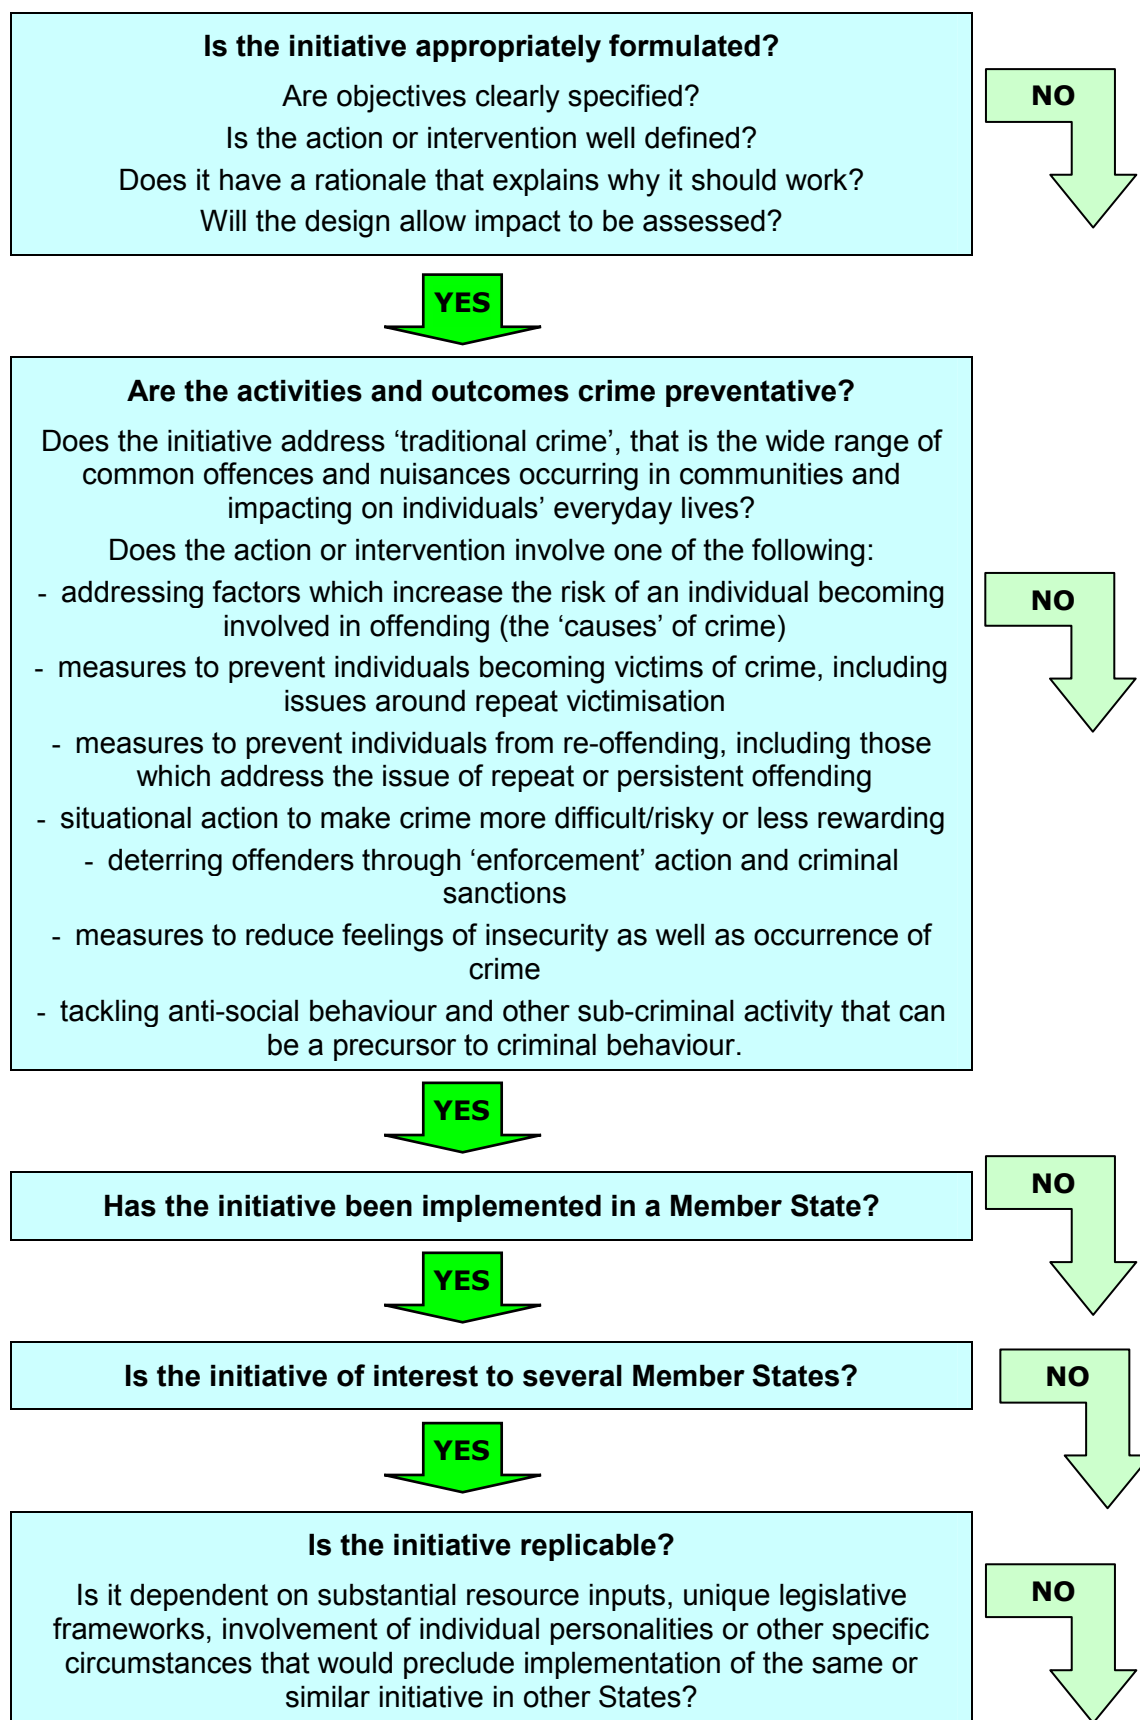 Is the initiative appropriately formulated?
Are objectives clearly specified?
Is the action or intervention well defined?
Does it have a rationale that explains why it should work?
Will the design allow impact to be assessed?
NO
YES
Are the activities and outcomes crime preventative?
Does the initiative address ‘traditional crime’, that is the wide range of
common offences and nuisances occurring in communities and
impacting on individuals’ everyday lives?
Does the action or intervention involve one of the following:
- addressing factors which increase the risk of an individual becoming
involved in offending (the ‘causes’ of crime)
- measures to prevent individuals becoming victims of crime, including
issues around repeat victimisation
- measures to prevent individuals from re-offending, including those
which address the issue of repeat or persistent offending
- situational action to make crime more difficult/risky or less rewarding
- deterring offenders through ‘enforcement’ action and criminal
sanctions
- measures to reduce feelings of insecurity as well as occurrence of
crime
- tackling anti-social behaviour and other sub-criminal activity that can
be a precursor to criminal behaviour.
NO
YES
Has the initiative been implemented in a Member State?
NO
YES
Is the initiative of interest to several Member States?
NO
YES
Is the initiative replicable?
Is it dependent on substantial resource inputs, unique legislative
frameworks, involvement of individual personalities or other specific
circumstances that would preclude implementation of the same or
similar initiative in other States?
NO